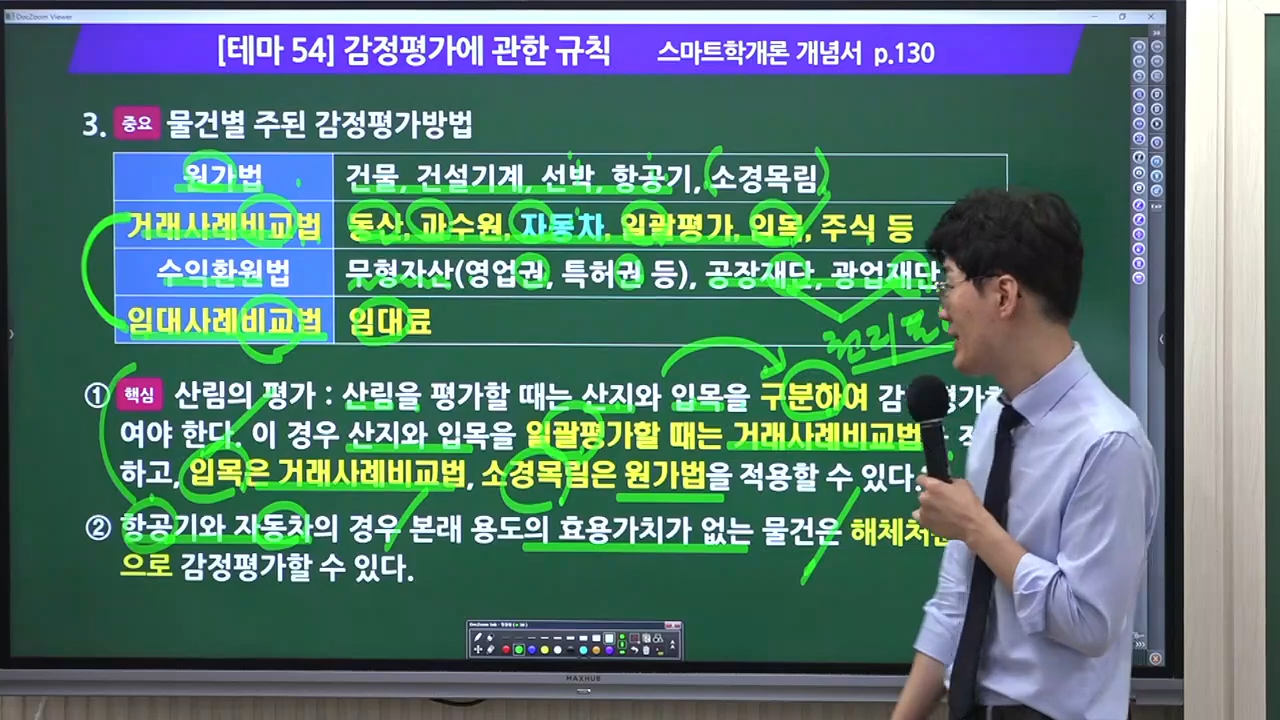 DocZoom Viewer
[테마 54] 감정평가에 관한 규칙 스마트학개론 개념서 p.130
3. 중요 물건별 주된 감정평가방법
원가법 건물, 건설기계, 선박, 항공기, 소경목림
거래사례비교법 동산, 과수원, 자동차, 일괄평가, 입목, 주식 등
수익환원법 무형자산(영업권, 특허권 등), 공장재단, 광업재단,
임대사례비교법 임대료
① 핵심 산림의 평가 : 산림을 평가할 때는 산지와 입목을 구분하여 감정평가
여야 한다. 이 경우 산지와 입목을 일괄평가할 때는 거래사례비교법
하고, 입목은 거래사례비교법, 소경목림은 원가법을 적용할 수 있다.
② 항공기와 자동차의 경우 본래 용도의 효용가치가 없는 물건은 해체처
으로 감정평가할 수 있다.
MAXHUB